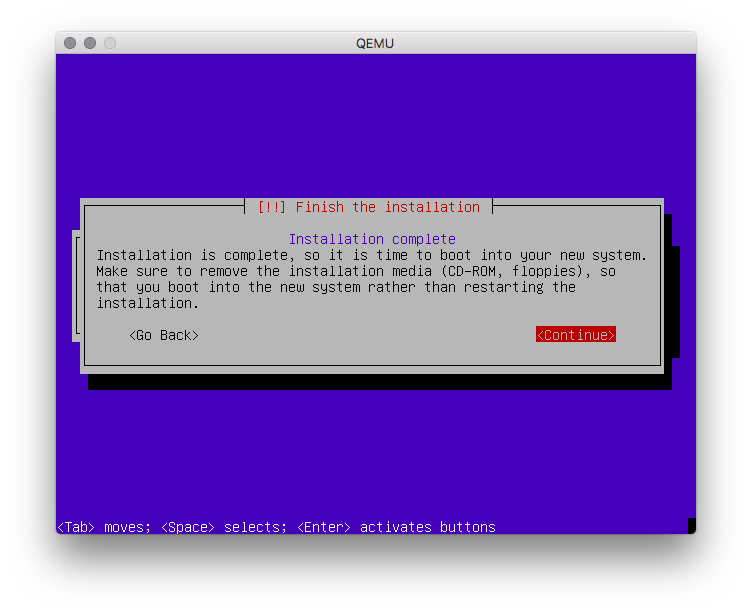 QEMU
[!!] Finish the installation
Installation complete
Installation is complete, so it is time to boot into your new system.
Make sure to remove the installation media (CD-ROM, floppies), so
that you boot into the new system rather than restarting the
installation.
<Go Back> <Continue>
<Tab> moves; <Space> selects; <Enter> activates buttons